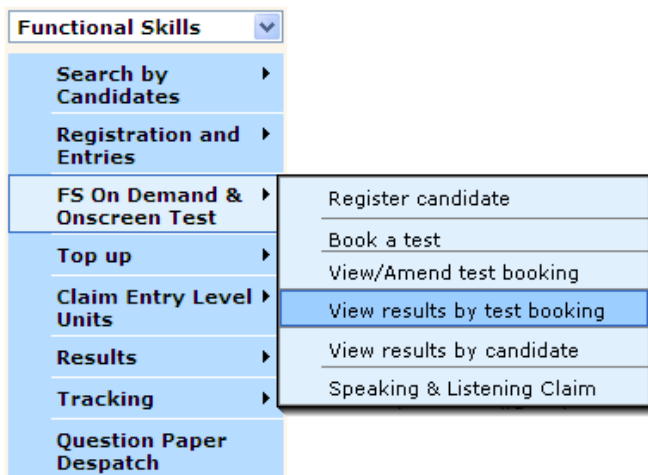 Functional Skills
Search by
Candidates
Registration and
Entries
FS On Demand &
Onscreen Test
Top up
Claim Entry Level
Units
Results
Tracking
Question Paper
Despatch
Register candidate
Book a test
View/Amend test booking
View results by test booking
View results by candidate
Speaking & Listening Claim